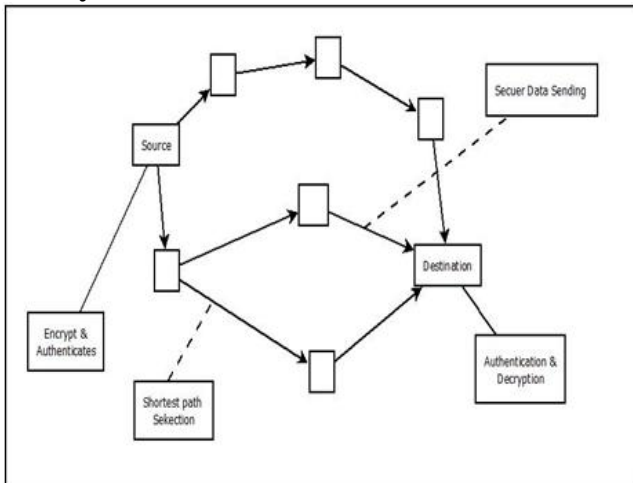 Secuer Data Sending
Source
Destination
Encrypt &
Authenticates
Authentication &
Decryption
Shortest path
Sekection